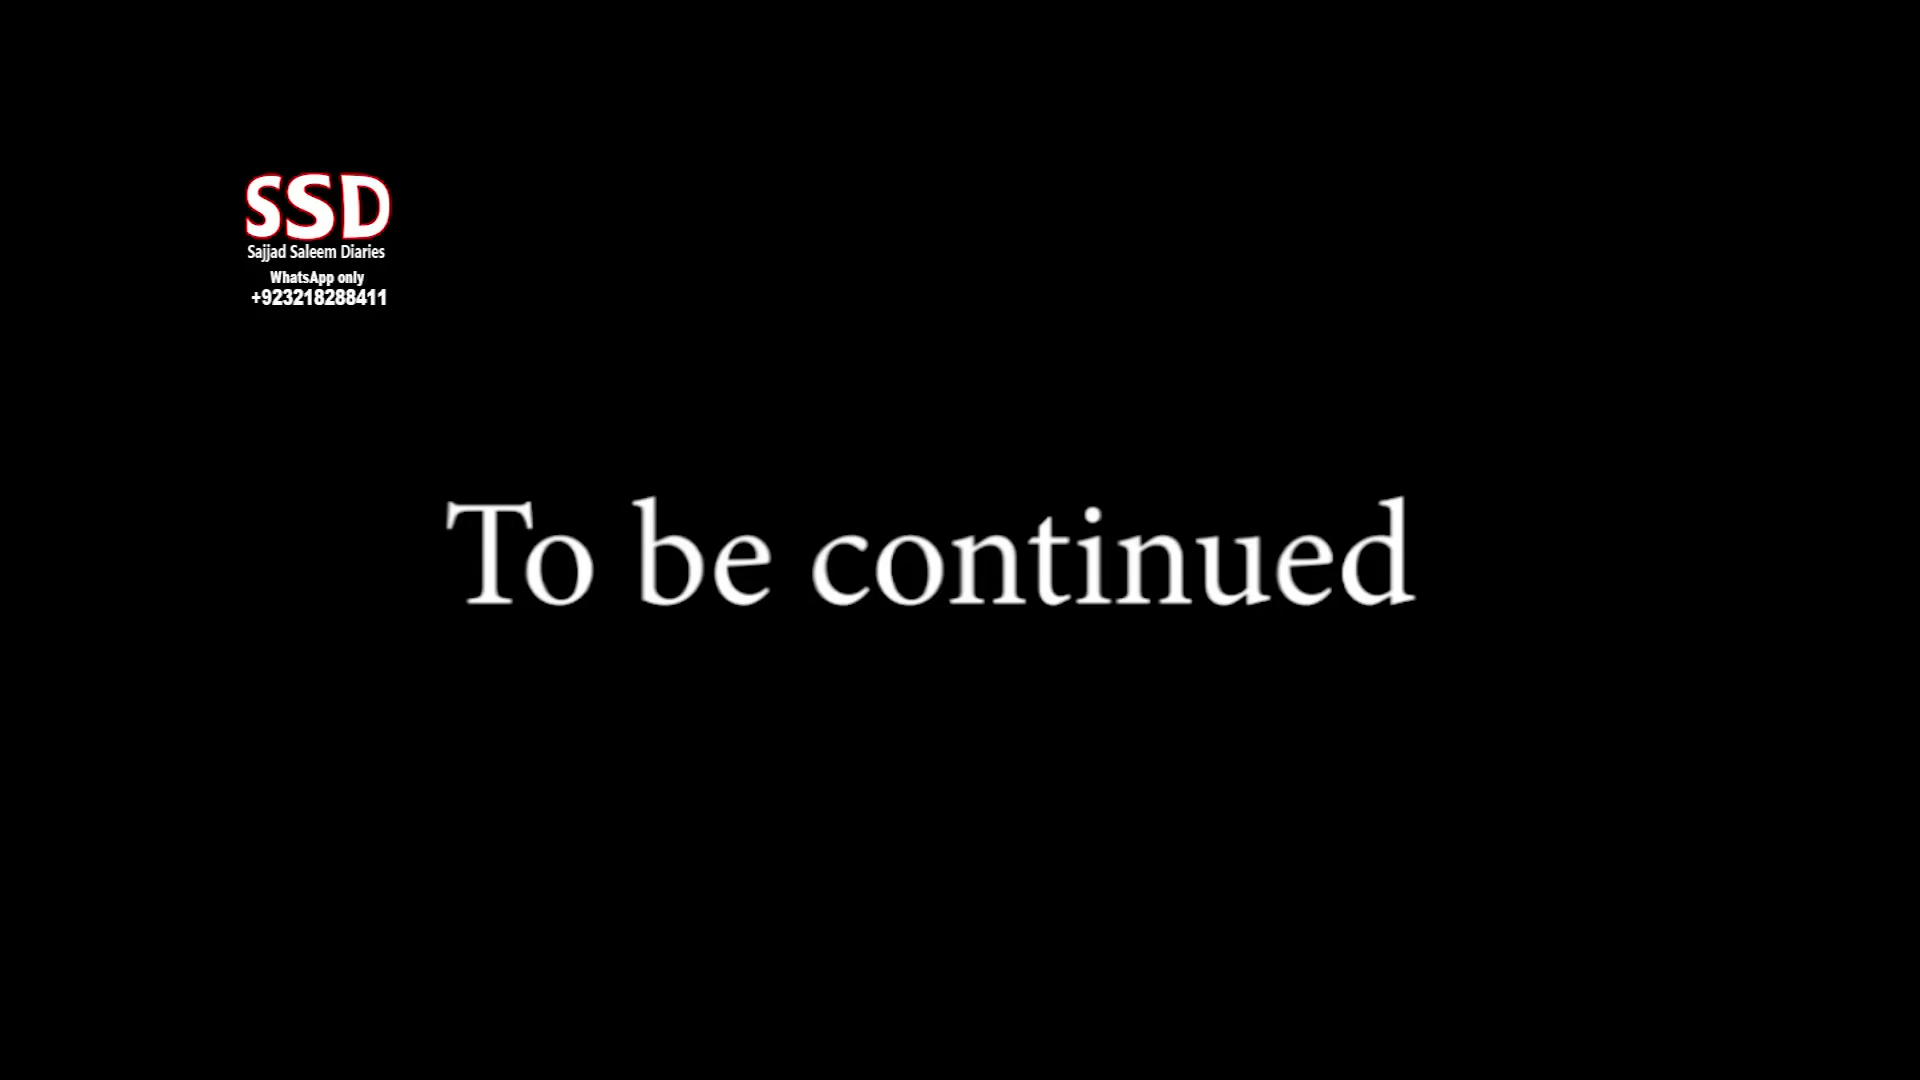 SSD
Sajjad Saleem Diaries
WhatsApp only
+923218288411
To be continued